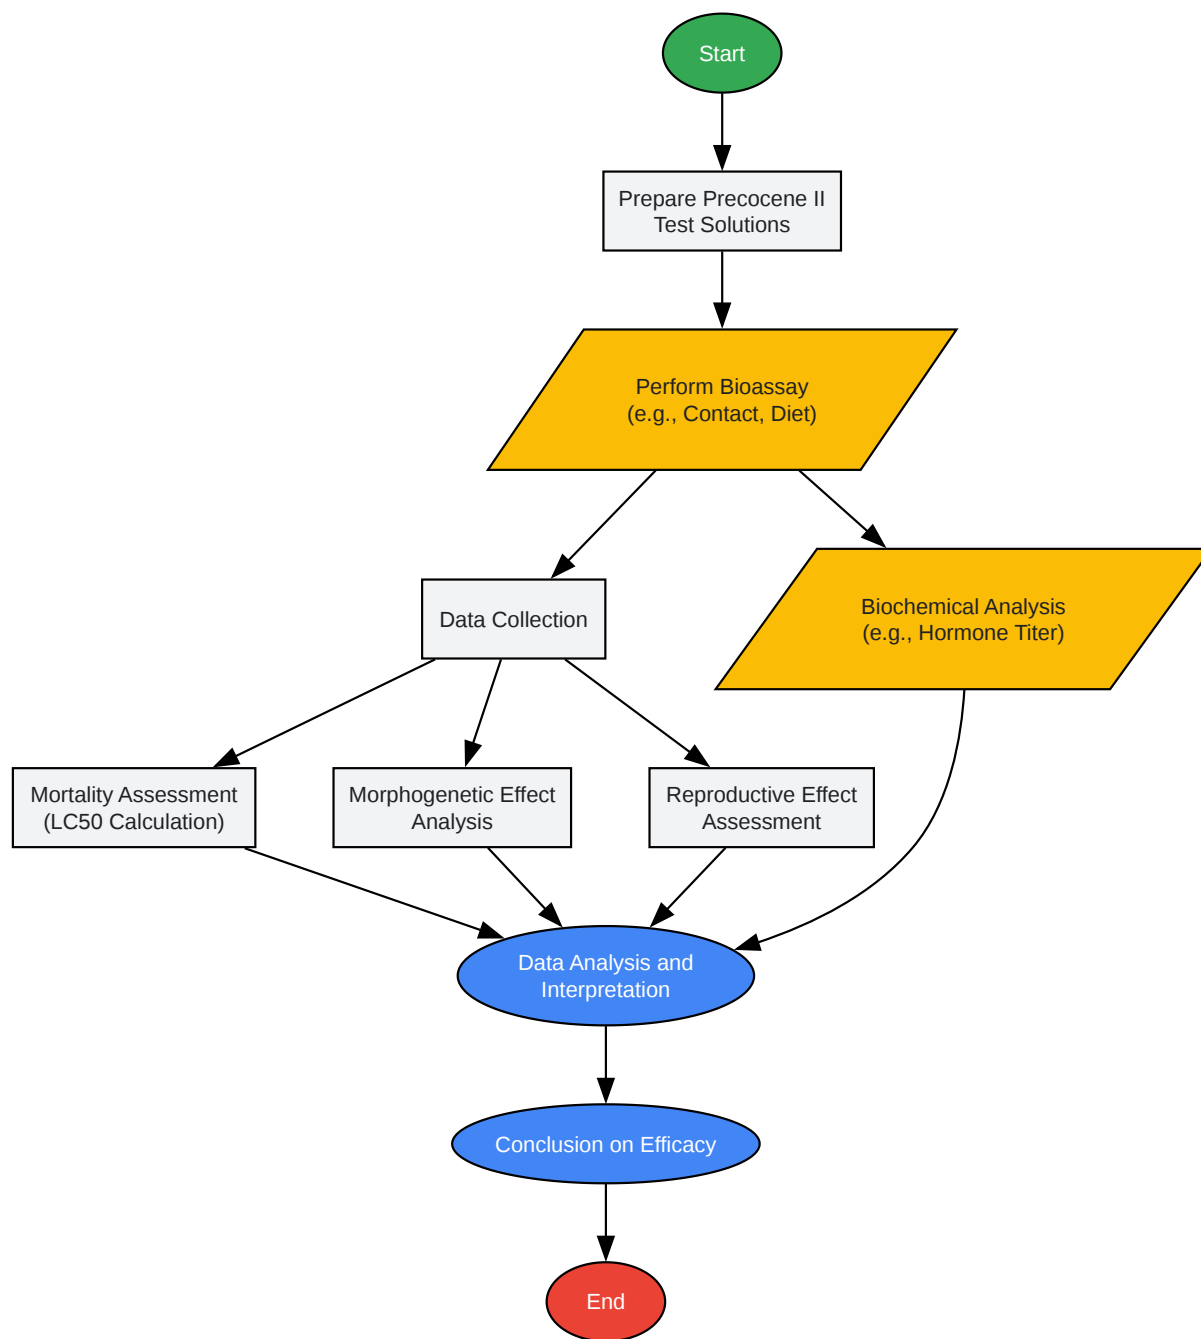 Start
Prepare Precocene II
Test Solutions
Perform Bioassay
(e.g., Contact, Diet)
Biochemical Analysis
(e.g., Hormone Titer)
Data Collection
Mortality Assessment
(LC50 Calculation)
Morphogenetic Effect
Analysis
Reproductive Effect
Assessment
Data Analysis and
Interpretation
Conclusion on Efficacy
End